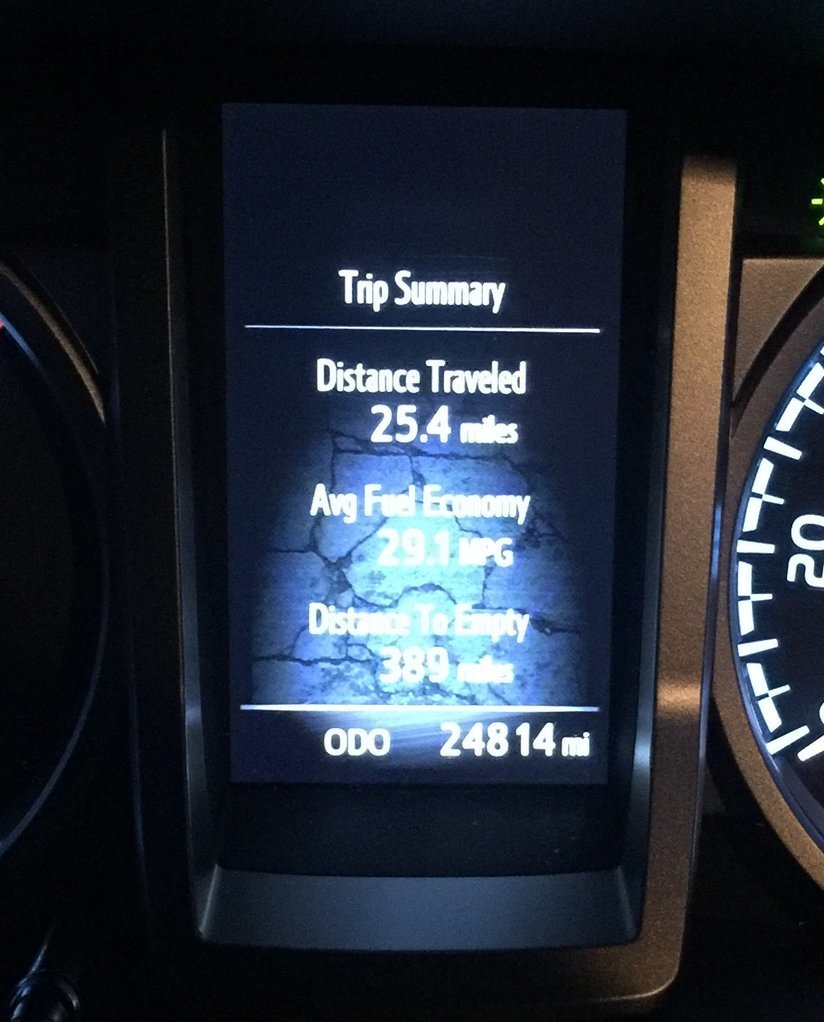 Trip Summary
Distance Traveled
25.4 miles
Avg Fuel Economy
29.1 MPG
Distance To Empty
389 miles
ODO 24814 mi
20